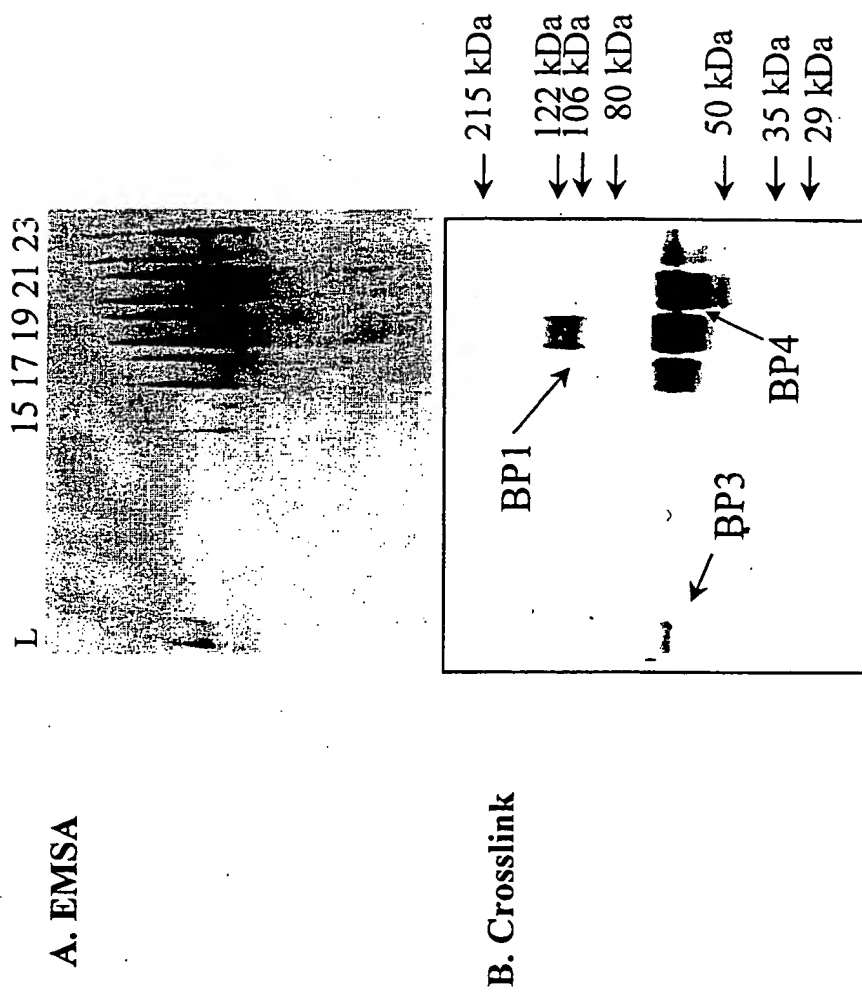 A. EMSA
L 15 17 19 21 23
B. Crosslink
BP1
BP3
BP4
← 215 kDa
← 122 kDa
← 106 kDa
← 80 kDa
← 50 kDa
← 35 kDa
← 29 kDa